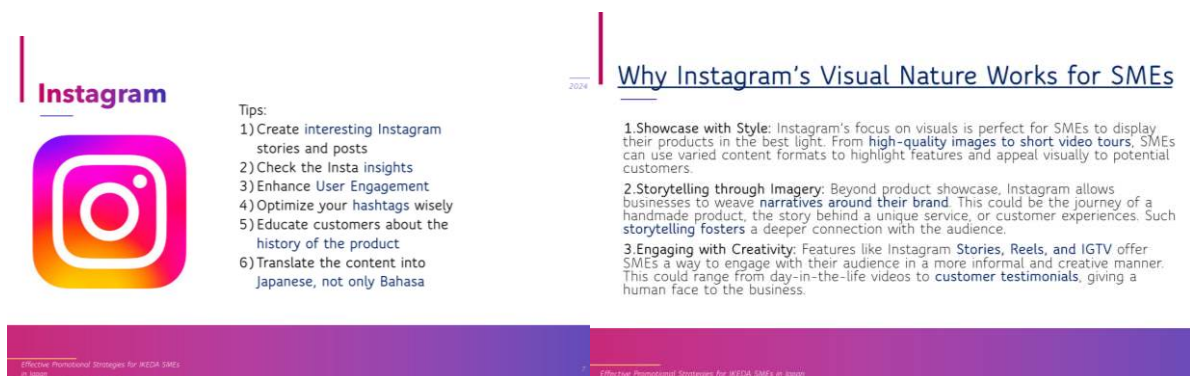 Instagram
Tips:
1) Create interesting Instagram
stories and posts
2) Check the Insta insights
3) Enhance User Engagement
4) Optimize your hashtags wisely
5) Educate customers about the
history of the product
6) Translate the content into
Japanese, not only Bahasa
Effective Promotional Strategies for IKEDA SMEs
in Japan
7
2024
Why Instagram's Visual Nature Works for SMEs
1.Showcase with Style: Instagram's focus on visuals is perfect for SMEs to display
their products in the best light. From high-quality images to short video tours, SMEs
can use varied content formats to highlight features and appeal visually to potential
customers.
2.Storytelling through Imagery: Beyond product showcase, Instagram allows
businesses to weave narratives around their brand. This could be the journey of a
handmade product, the story behind a unique service, or customer experiences. Such
storytelling fosters a deeper connection with the audience.
3.Engaging with Creativity: Features like Instagram Stories, Reels, and IGTV offer
SMEs a way to engage with their audience in a more informal and creative manner.
This could range from day-in-the-life videos to customer testimonials, giving a
human face to the business.
Effective Promotional Strategies for IKEDA SMEs in Japan